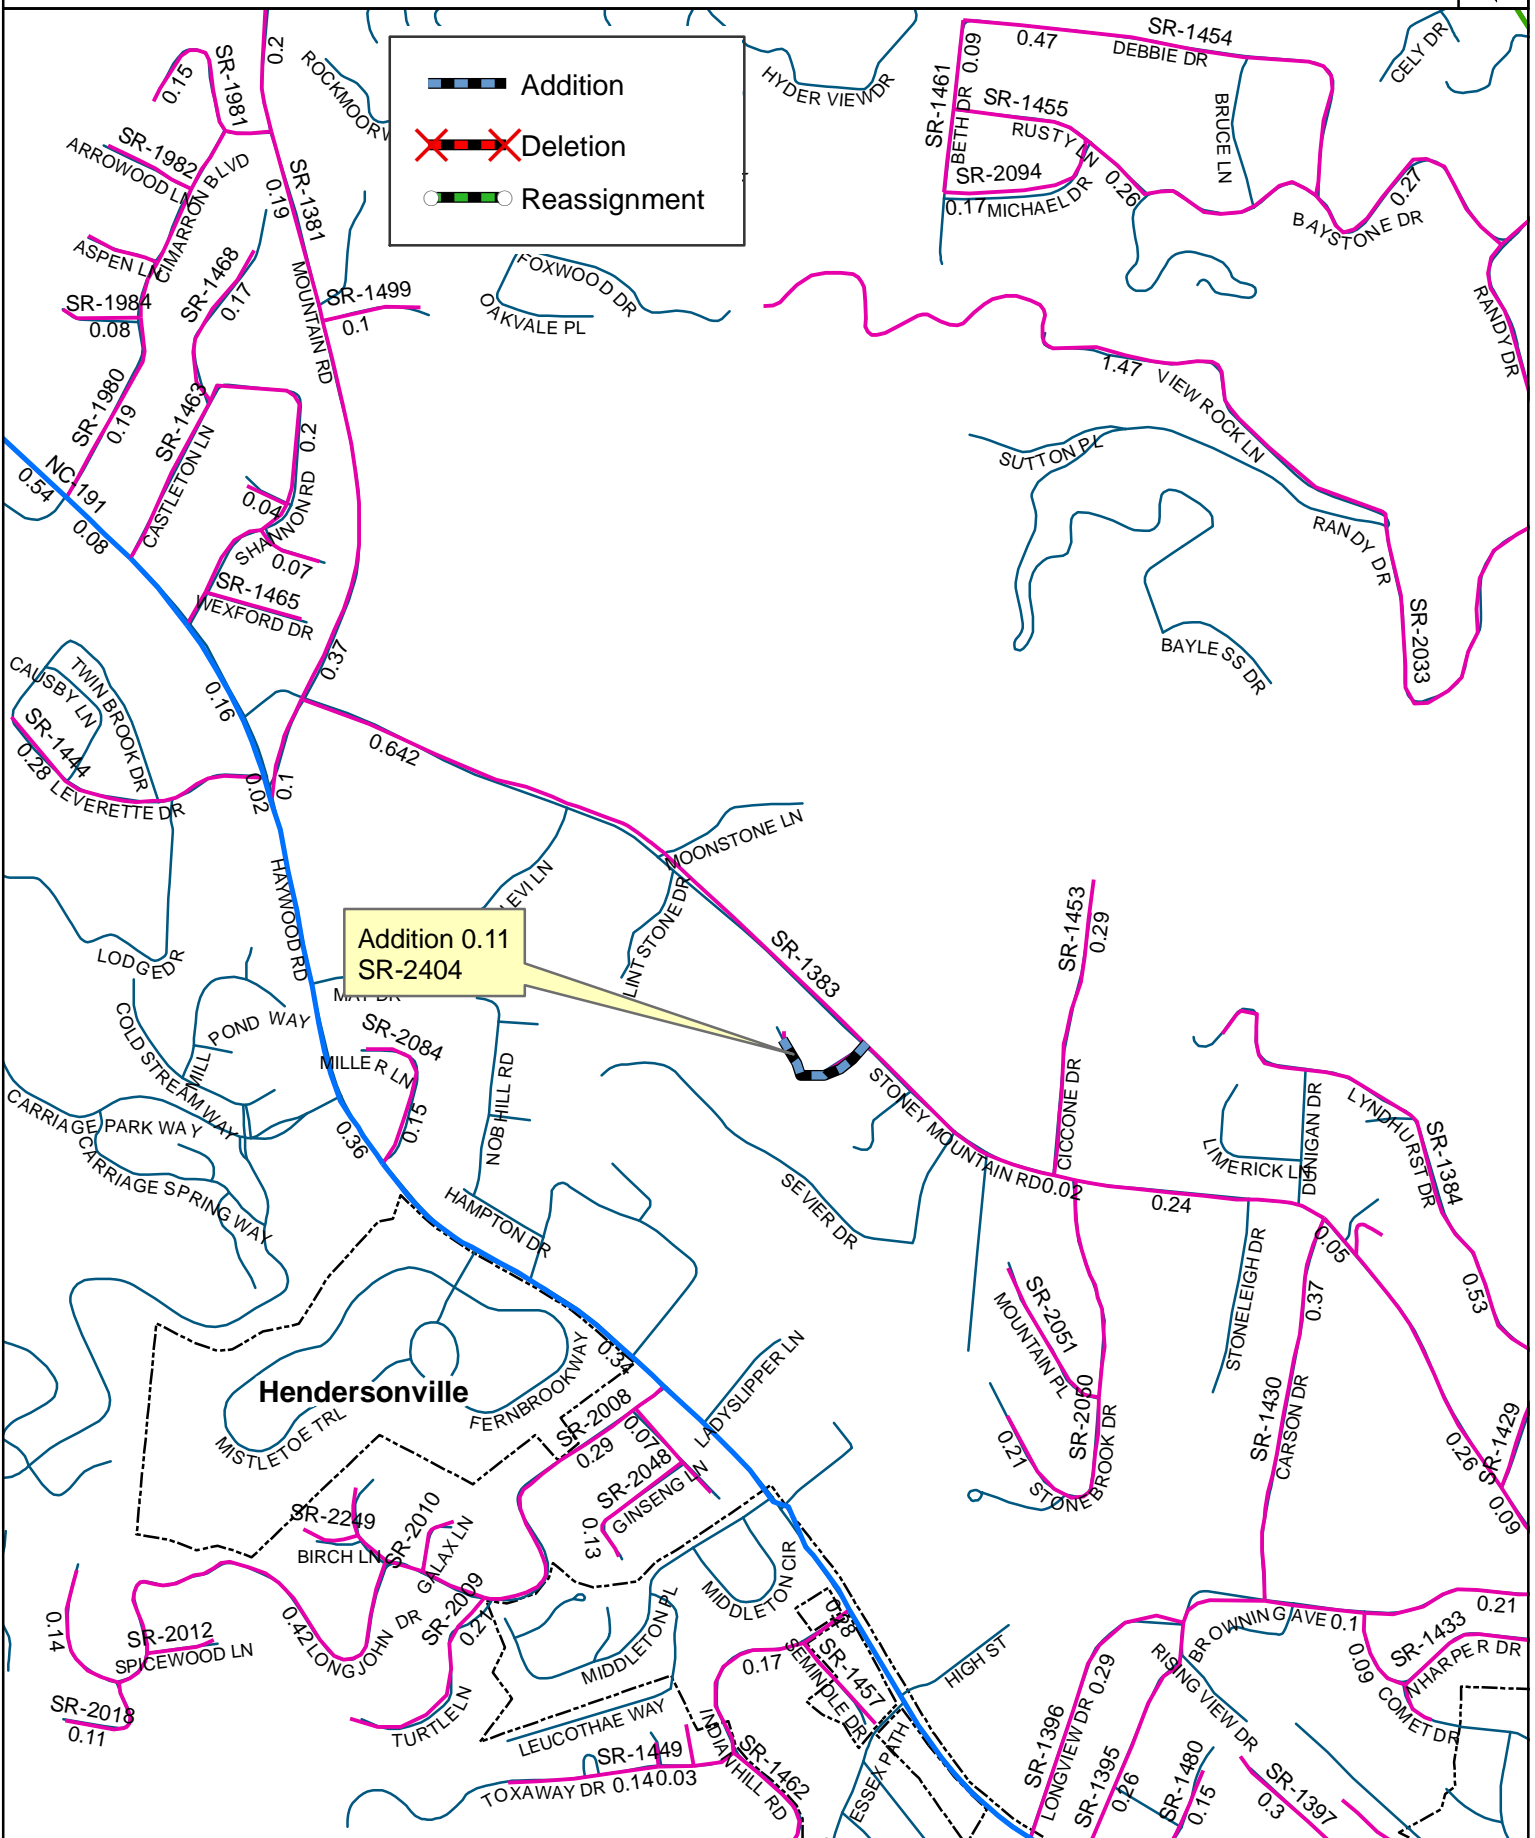 Addition
Deletion
Reassignment
0.2
SR-1981
0.15
ROCKMOOR
HYDER VIEW DR
SR-1461
0.09
BETH DR
0.47
SR-1454
DEBBIE DR
CELY DR
SR-1455
RUSTY LN
BRUCE LN
SR-2094
0.17
MICHAEL DR
0.26
BAYSTONE DR
0.27
RANDY DR
SR-1982
ARROWOOD LN
CIMARRON BLVD
0.19
SR-1381
MOUNTAIN RD
ASPEN LN
SR-1468
0.17
SR-1984
0.08
SR-1499
0.1
FOXWOOD DR
OAKVALE PL
1.47
VIEW ROCK LN
SR-1980
0.19
SR-1463
CASTLETON LN
0.2
SHANNON RD
0.04
0.07
NC-191
0.54
0.08
SR-1465
WEXFORD DR
SUTTON PL
RANDY DR
SR-2033
BAYLESS DR
0.37
0.16
CAUSBY LN
TWIN BROOK DR
SR-1444
0.28
LEVERETTE DR
0.02
0.1
0.642
MOONSTONE LN
LEVI LN
LINT STONE DR
HAYWOOD RD
Addition 0.11
SR-2404
SR-1383
SR-1453
0.29
LODGE DR
MAY DR
COLD STREAM WAY
MILL POND WAY
SR-2084
MILLER LN
0.15
NOB HILL RD
STONEY MOUNTAIN RD
CICCONE DR
0.02
0.24
LIMERICK LN
DUNIGAN DR
LYNDHURST DR
SR-1384
CARRIAGE PARK WAY
CARRIAGE SPRING WAY
0.36
HAMPTON DR
SEVIER DR
STONELEIGH DR
0.05
0.37
0.53
SR-2051
MOUNTAIN PL
SR-2050
STONE BROOK DR
0.21
SR-1430
CARSON DR
0.26
SR-1429
0.09
Hendersonville
MISTLETOE TRL
FERNBROOK WAY
0.34
LADYSLIPPER LN
SR-2008
0.29
0.07
SR-2048
GINSENG LN
0.13
SR-2249
BIRCH LN
SR-2010
GALAX LN
SR-2009
0.21
0.14
SR-2012
SPICEWOOD LN
0.42
LONG JOHN DR
SR-2018
0.11
TURTLE LN
MIDDLETON CIR
MIDDLETON PL
LEUCOTHAE WAY
0.17
SR-1457
SEMINOLE DR
HIGH ST
ESSEX PATH
SR-1449
TOXAWAY DR
0.14
0.03
INDIAN HILL RD
SR-1462
BROWNING AVE
0.1
0.21
SR-1433
NHARPER DR
0.09
COMET DR
RISING VIEW DR
0.29
SR-1396
LONGVIEW DR
SR-1395
0.26
SR-1480
0.15
SR-1397
0.3